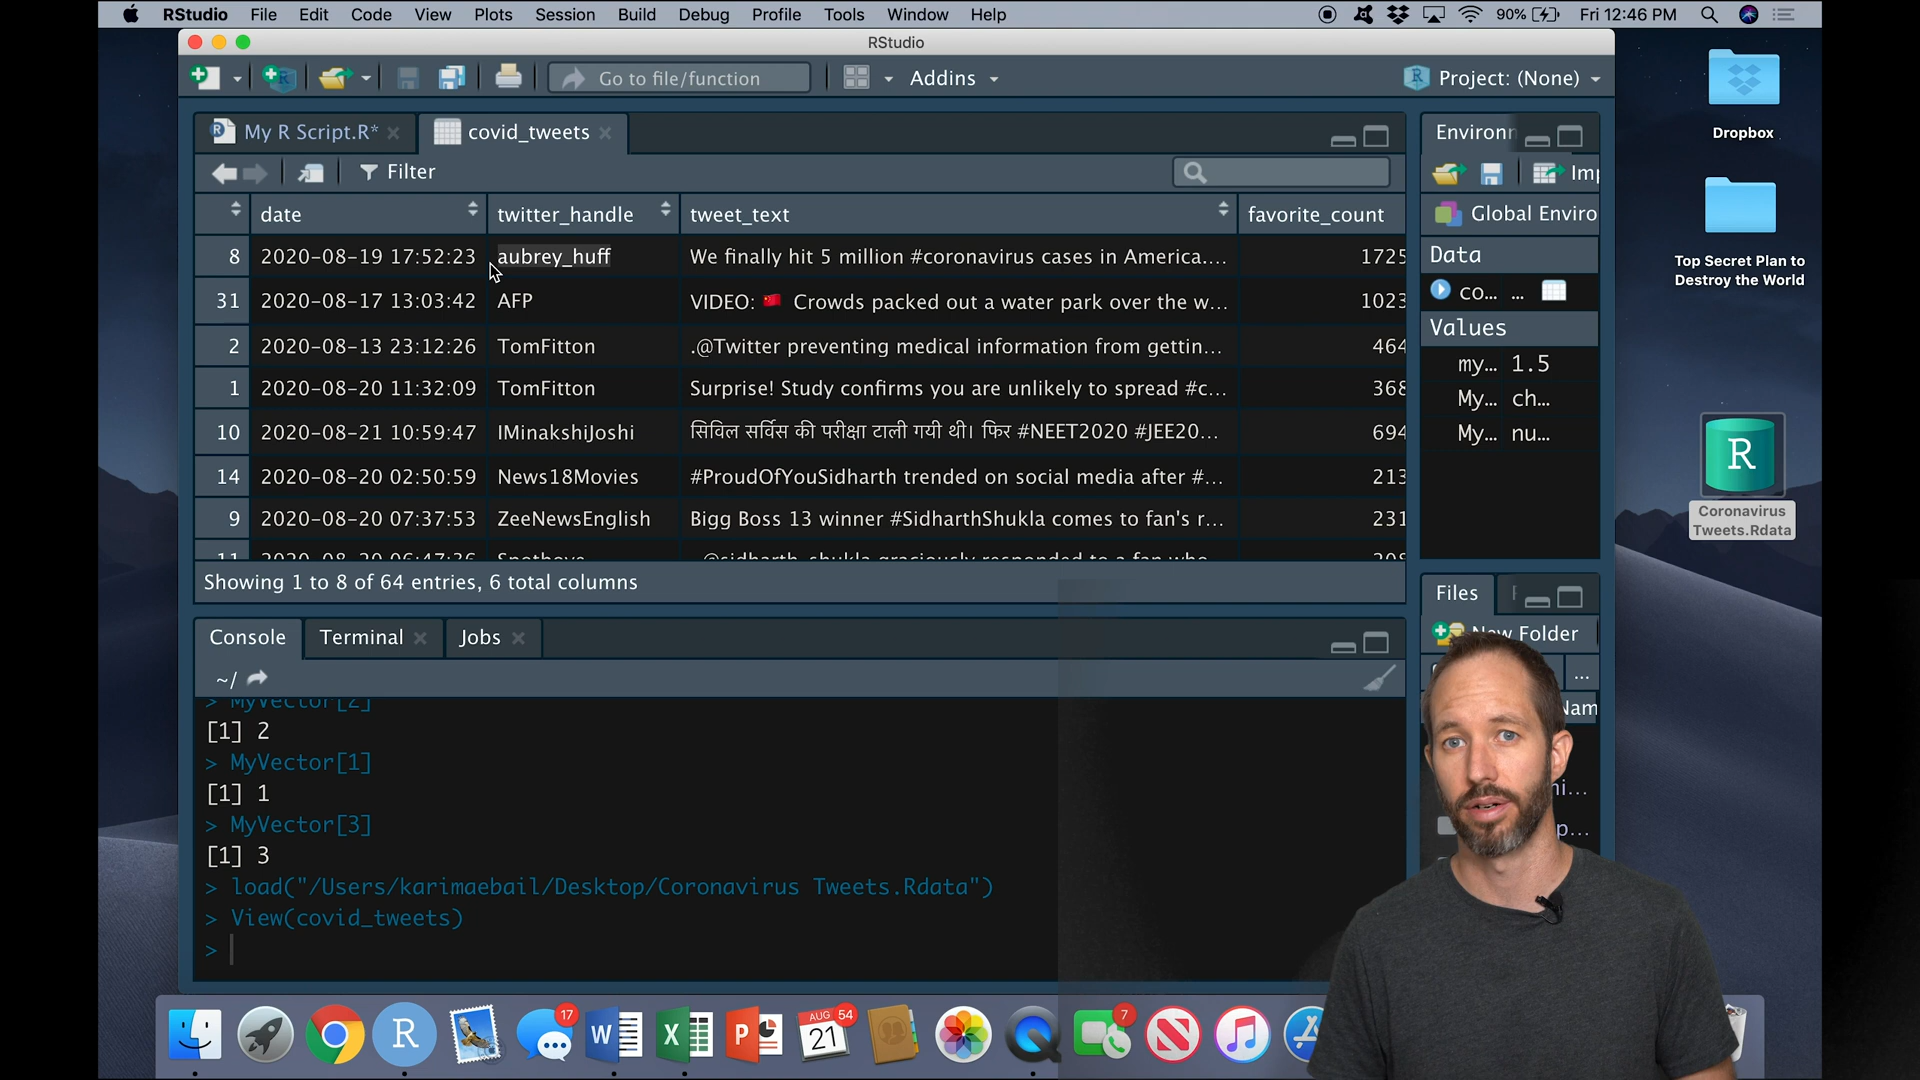 RStudio File Edit Code View Plots Session Build Debug Profile Tools Window Help 90% Fri 12:46 PM
RStudio
Go to file/function Addins Project: (None)
My R Script.R* covid_tweets
Filter
date twitter_handle tweet_text favorite_count
8 2020-08-19 17:52:23 aubrey_huff We finally hit 5 million #coronavirus cases in America.... 1725
31 2020-08-17 13:03:42 AFP VIDEO: 🇨🇳 Crowds packed out a water park over the w... 1023
2 2020-08-13 23:12:26 TomFitton .@Twitter preventing medical information from gettin... 464
1 2020-08-20 11:32:09 TomFitton Surprise! Study confirms you are unlikely to spread #c... 368
10 2020-08-21 10:59:47 IMinakshiJoshi सिविल सर्विस की परीक्षा टाली गयी थी। फिर #NEET2020 #JEE20... 694
14 2020-08-20 02:50:59 News18Movies #ProudOfYouSidharth trended on social media after #... 213
9 2020-08-20 07:37:53 ZeeNewsEnglish Bigg Boss 13 winner #SidharthShukla comes to fan's r... 231
Showing 1 to 8 of 64 entries, 6 total columns
Console Terminal Jobs
~/
> MyVector[2]
[1] 2
> MyVector[1]
[1] 1
> MyVector[3]
[1] 3
> load("/Users/karimaebail/Desktop/Coronavirus Tweets.Rdata")
> View(covid_tweets)
>
Environ
Imp
Global Enviro
Data
co... ...
Values
my... 1.5
My... ch...
My... nu...
Files
New Folder
...
Nam
Dropbox
Top Secret Plan to
Destroy the World
R
Coronavirus
Tweets.Rdata
R
17
W
X
P
AUG
21
54
7